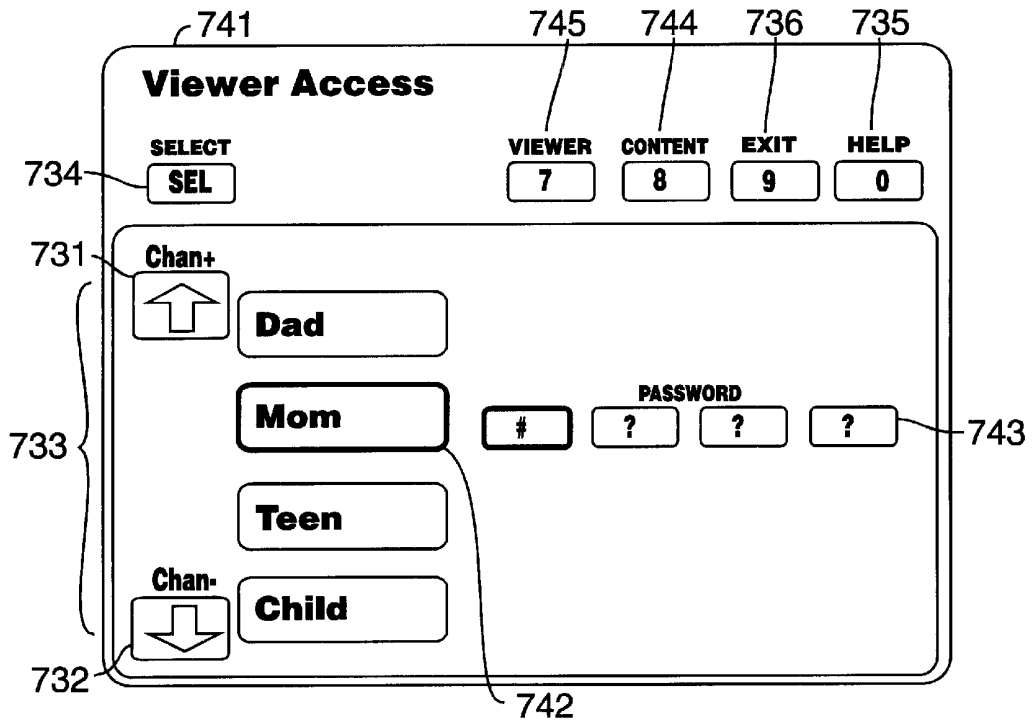 741 745 744 736 735
Viewer Access
SELECT VIEWER CONTENT EXIT HELP
734 SEL 7 8 9 0
731 Chan+
Dad
PASSWORD
733 Mom # ? ? ? 743
Teen
Chan-
Child
732 742